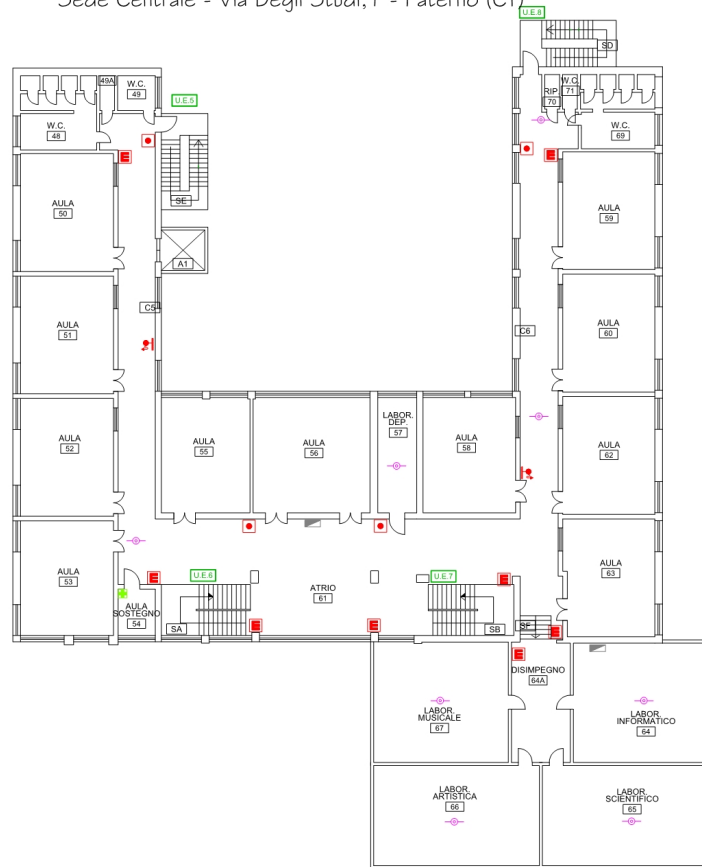 Sede Centrale - Via Degli Studi, - Paternò (CT)
U.E.8
SD
49A
W.C.
49
U.E.5
W.C.
48
RIP.
70
W.C.
71
W.C.
69
SE
A1
AULA
50
AULA
59
C5
AULA
51
C6
AULA
60
AULA
52
AULA
55
AULA
56
LABOR.
DEP.
57
AULA
58
AULA
62
AULA
53
AULA
SOSTEGNO
54
U.E.6
SA
ATRIO
61
U.E.7
SB
SF
AULA
63
DISIMPEGNO
64A
LABOR.
MUSICALE
67
LABOR.
INFORMATICO
64
LABOR.
ARTISTICA
66
LABOR.
SCIENTIFICO
65